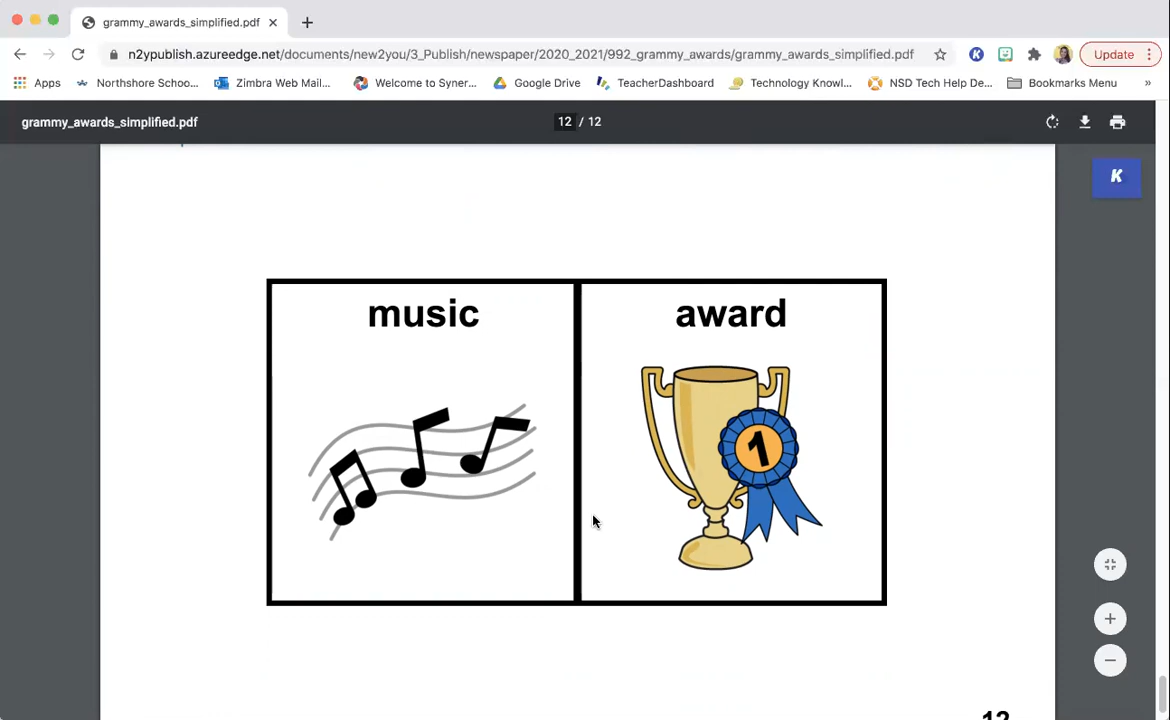 grammy_awards_simplified.pdf
n2ypublish.azureedge.net/documents/new2you/3_Publish/newspaper/2020_2021/992_grammy_awards/grammy_awards_simplified.pdf
K
Update
Apps
Northshore Schoo...
Zimbra Web Mail...
Welcome to Syner...
Google Drive
TeacherDashboard
Technology Knowl...
NSD Tech Help De...
Bookmarks Menu
»
grammy_awards_simplified.pdf
12 / 12
K
music
award
1
12